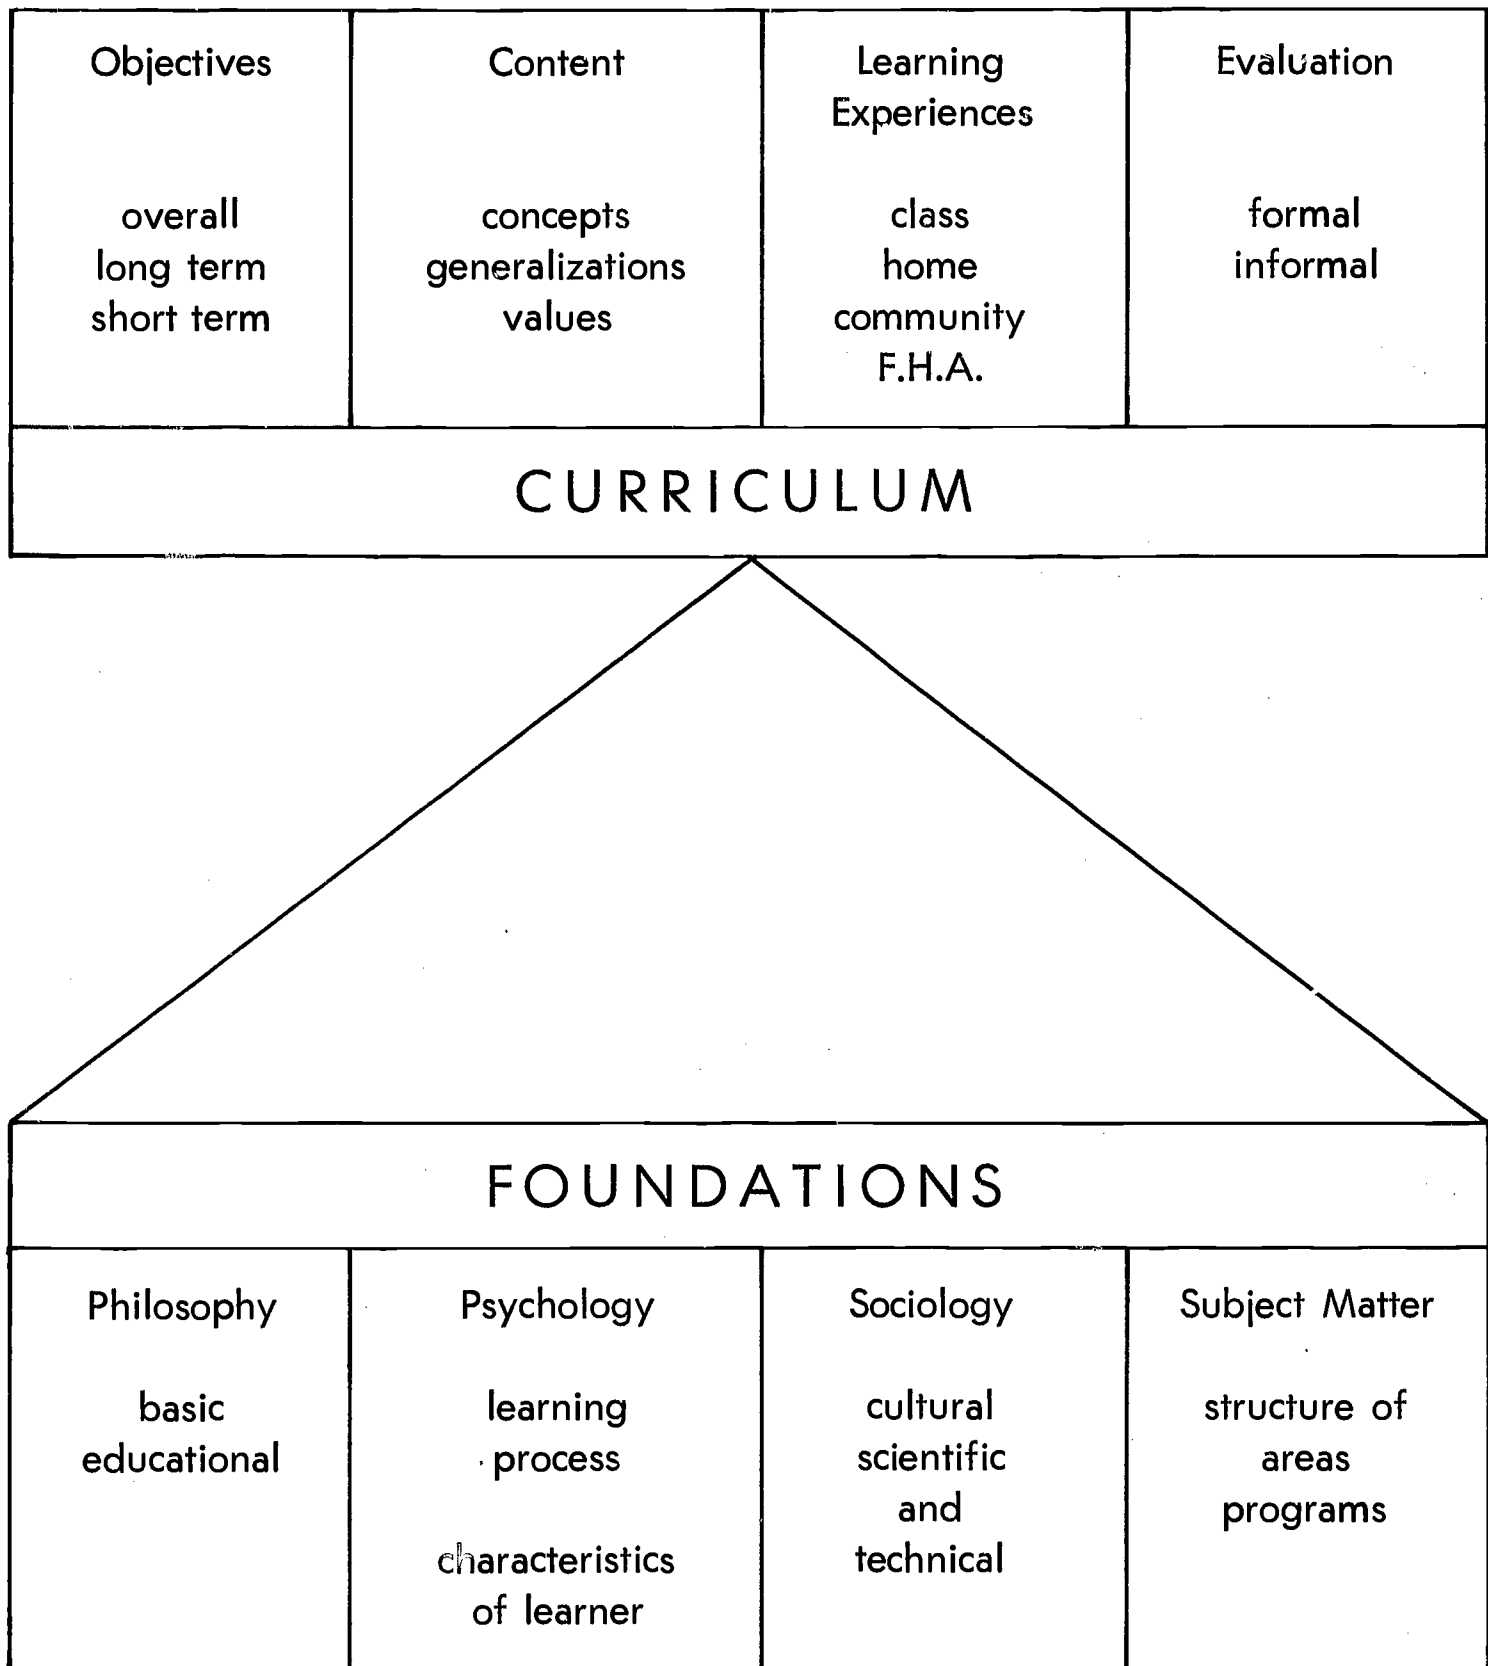 Objectives
overall
long term
short term
Content
concepts
generalizations
values
Learning
Experiences
class
home
community
F.H.A.
Evaluation
formal
informal
CURRICULUM
FOUNDATIONS
Philosophy
basic
educational
Psychology
learning
process
characteristics
of learner
Sociology
cultural
scientific
and
technical
Subject Matter
structure of
areas
programs